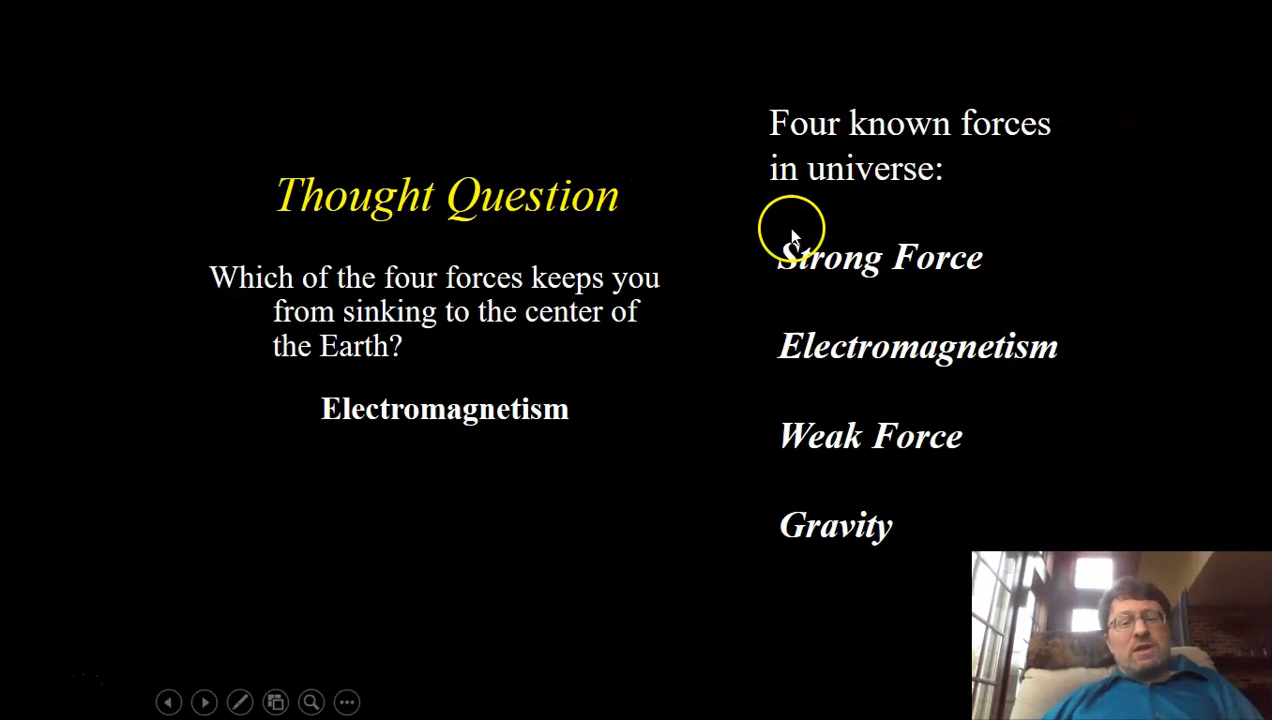 Thought Question
Which of the four forces keeps you
from sinking to the center of
the Earth?
Electromagnetism
Four known forces
in universe:
Strong Force
Electromagnetism
Weak Force
Gravity